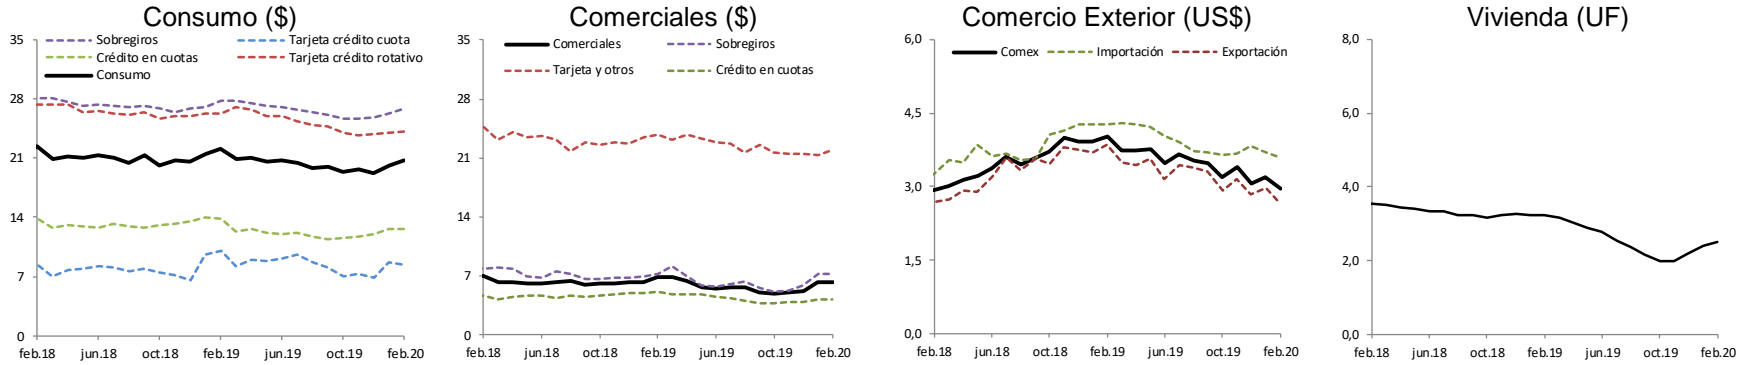 Consumo ($)
35
28
21
14
7
0
Sobregiros
Tarjeta crédito cuota
Crédito en cuotas
Tarjeta crédito rotativo
Consumo
feb.18 jun.18 oct.18 feb.19 jun.19 oct.19 feb.20
Comerciales ($)
35
28
21
14
7
0
Comerciales
Sobregiros
Tarjeta y otros
Crédito en cuotas
feb.18 jun.18 oct.18 feb.19 jun.19 oct.19 feb.20
Comercio Exterior (US$)
6,0
4,5
3,0
1,5
0,0
Comex
Importación
Exportación
feb.18 jun.18 oct.18 feb.19 jun.19 oct.19 feb.20
Vivienda (UF)
8,0
6,0
4,0
2,0
0,0
feb.18 jun.18 oct.18 feb.19 jun.19 oct.19 feb.20